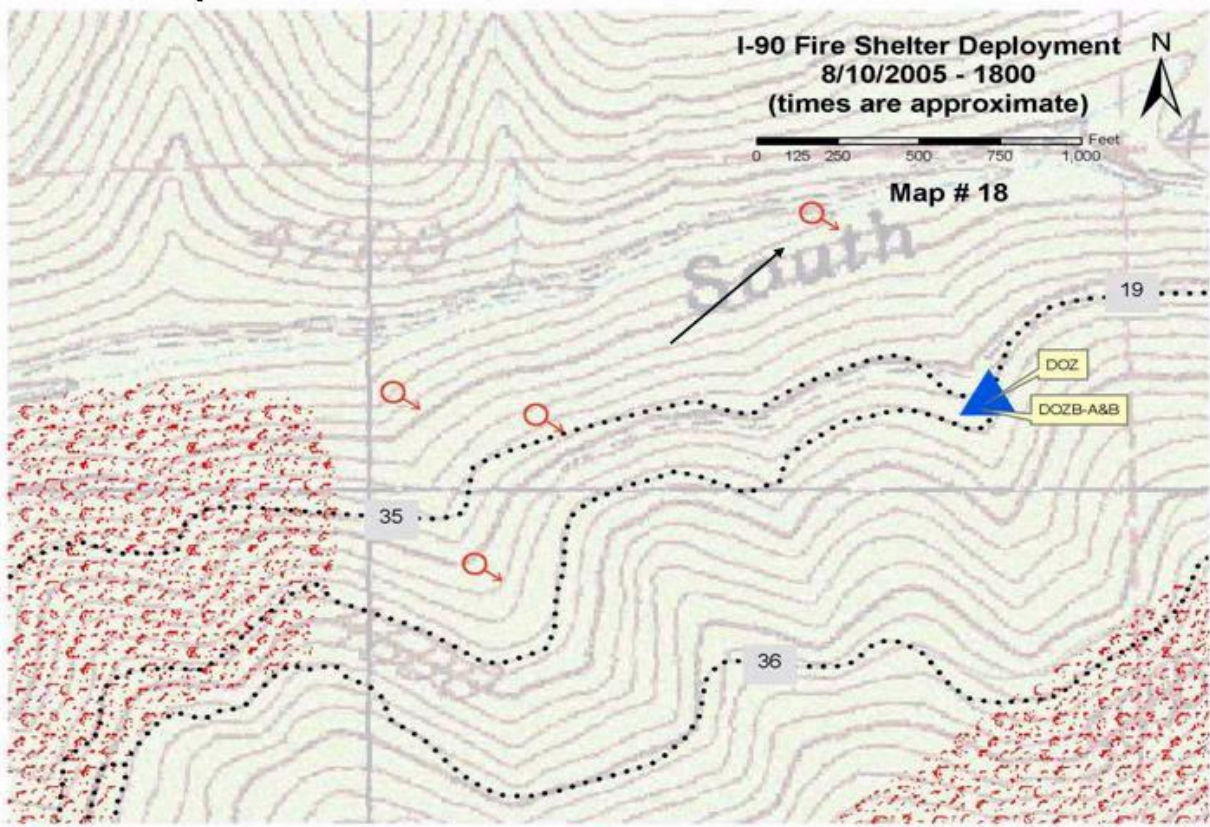 I-90 Fire Shelter Deployment
N
8/10/2005 - 1800
(times are approximate)
Feet
0 125 250 500 750 1,000
Map # 18
4
South
19
DOZ
DOZB-A&B
35
36